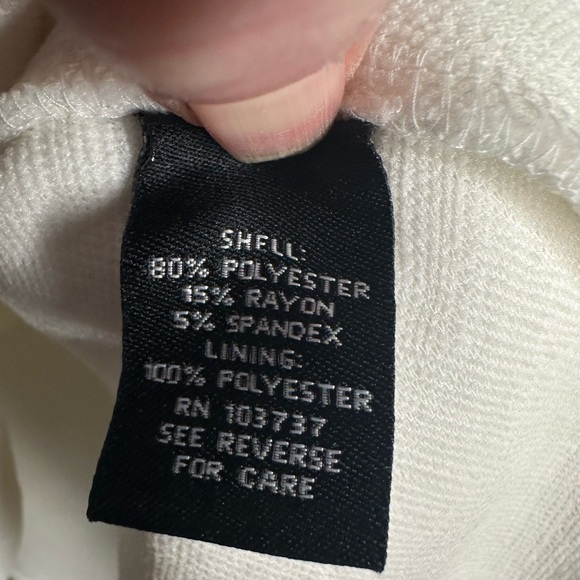 SHELL:
80% POLYESTER
15% RAYON
5% SPANDEX
LINING:
100% POLYESTER
RN 103737
SEE REVERSE
FOR CARE